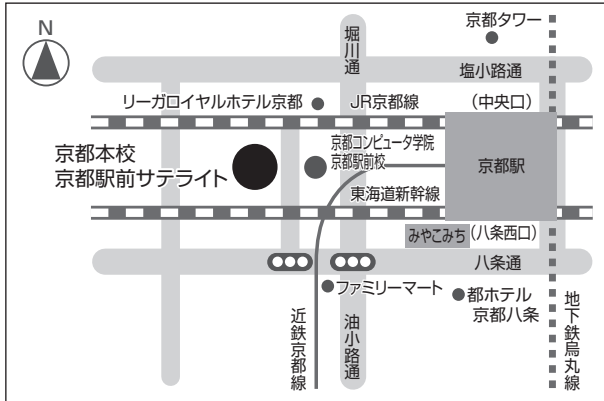 N
京都タワー
堀川通
塩小路通
リーガロイヤルホテル京都
JR京都線
(中央口)
京都コンピュータ学院
京都駅前校
京都本校
京都駅前サテライト
京都駅
東海道新幹線
みやこみち
(八条西口)
八条通
ファミリーマート
都ホテル
京都八条
近鉄京都線
油小路通
地下鉄烏丸線